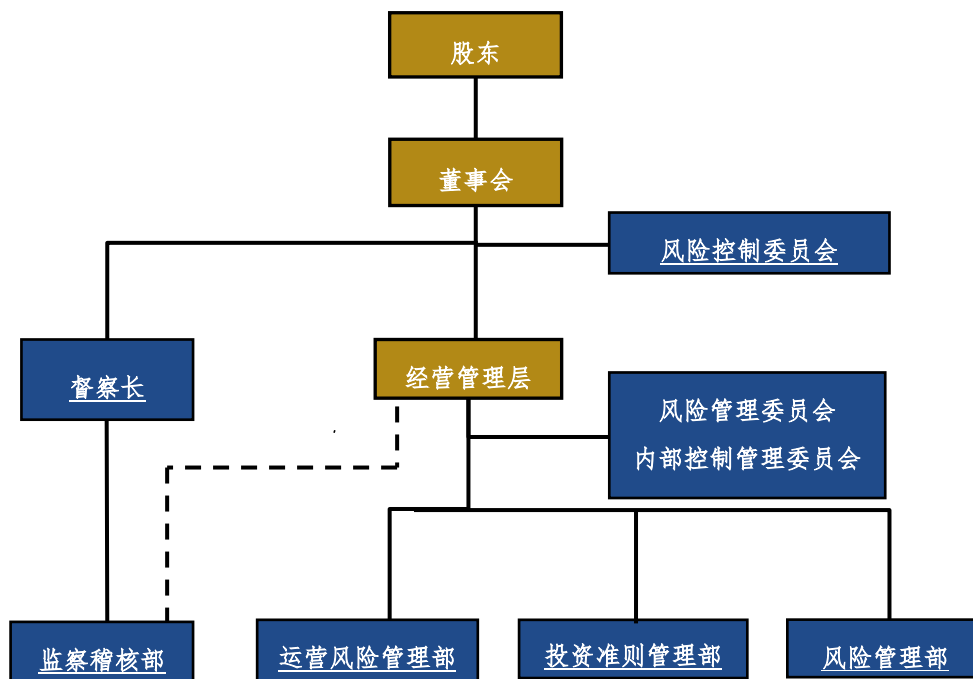 股东
董事会
风险控制委员会
督察长
经营管理层
风险管理委员会
内部控制管理委员会
监察稽核部
运营风险管理部
投资准则管理部
风险管理部